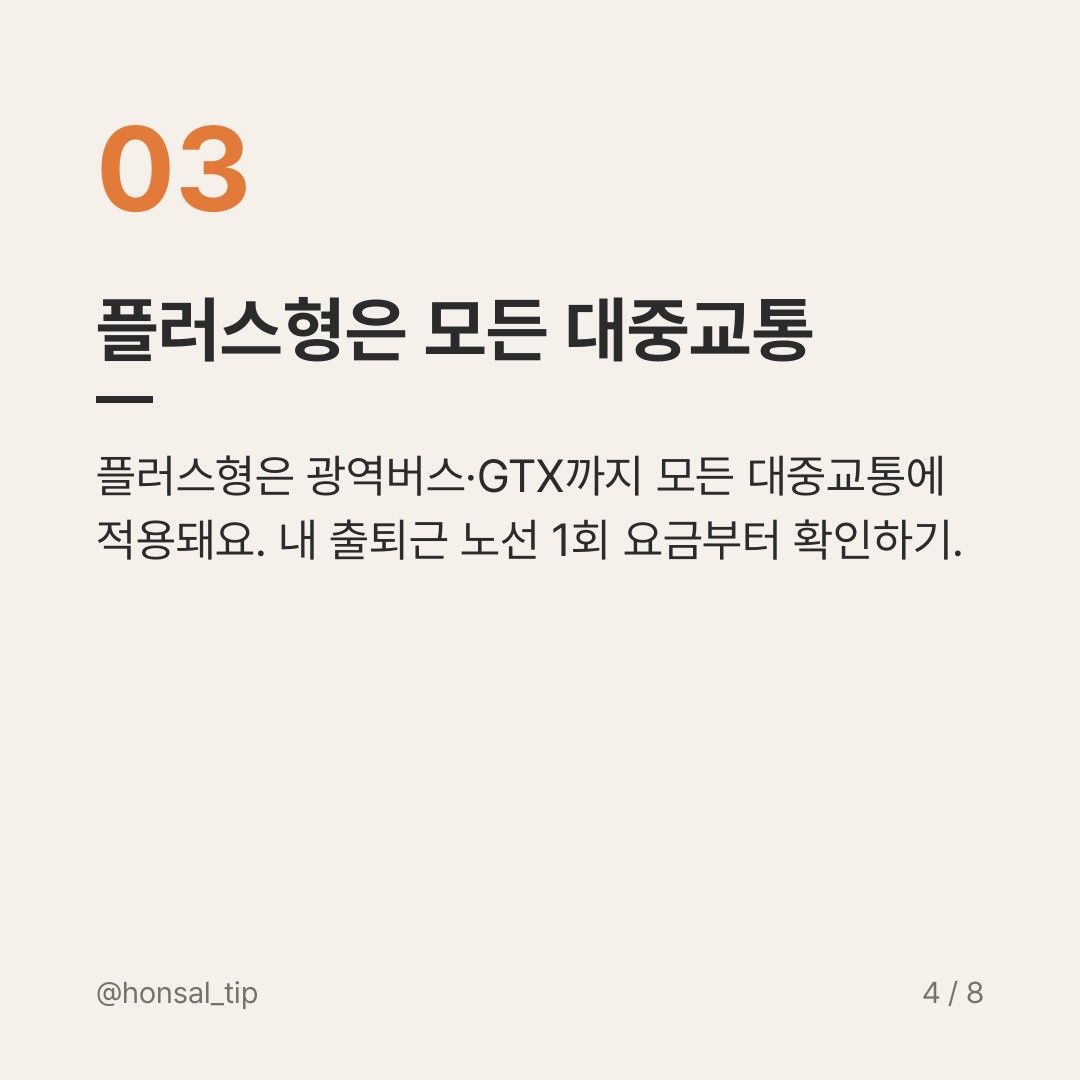 03
플러스형은 모든 대중교통
플러스형은 광역버스·GTX까지 모든 대중교통에
적용돼요. 내 출퇴근 노선 1회 요금부터 확인하기.
@honsal_tip
4 / 8